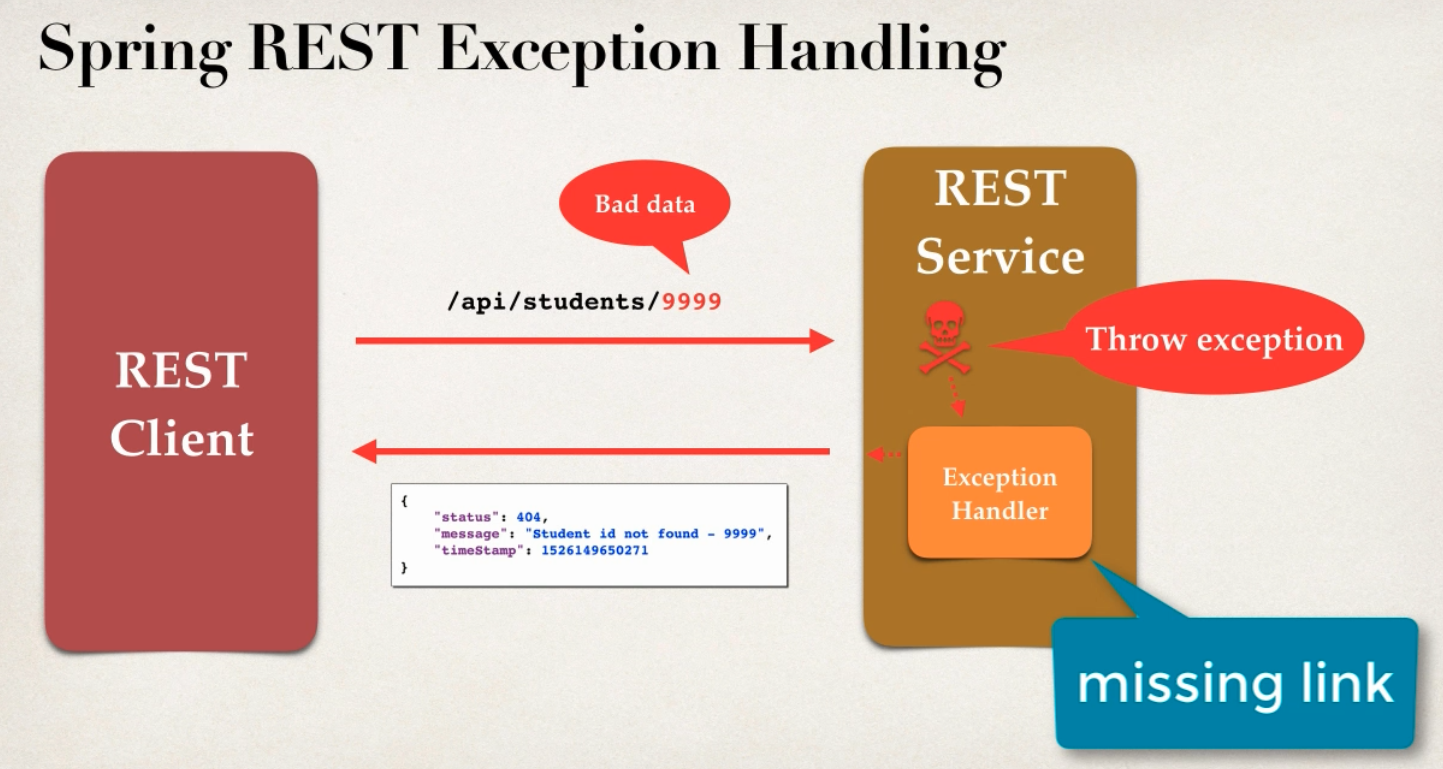 Spring REST Exception Handling
Bad data
/api/students/9999
REST
Client
REST
Service
Throw exception
Exception
Handler
{
"status": 404,
"message": "Student id not found - 9999",
"timeStamp": 1526149650271
}
missing link